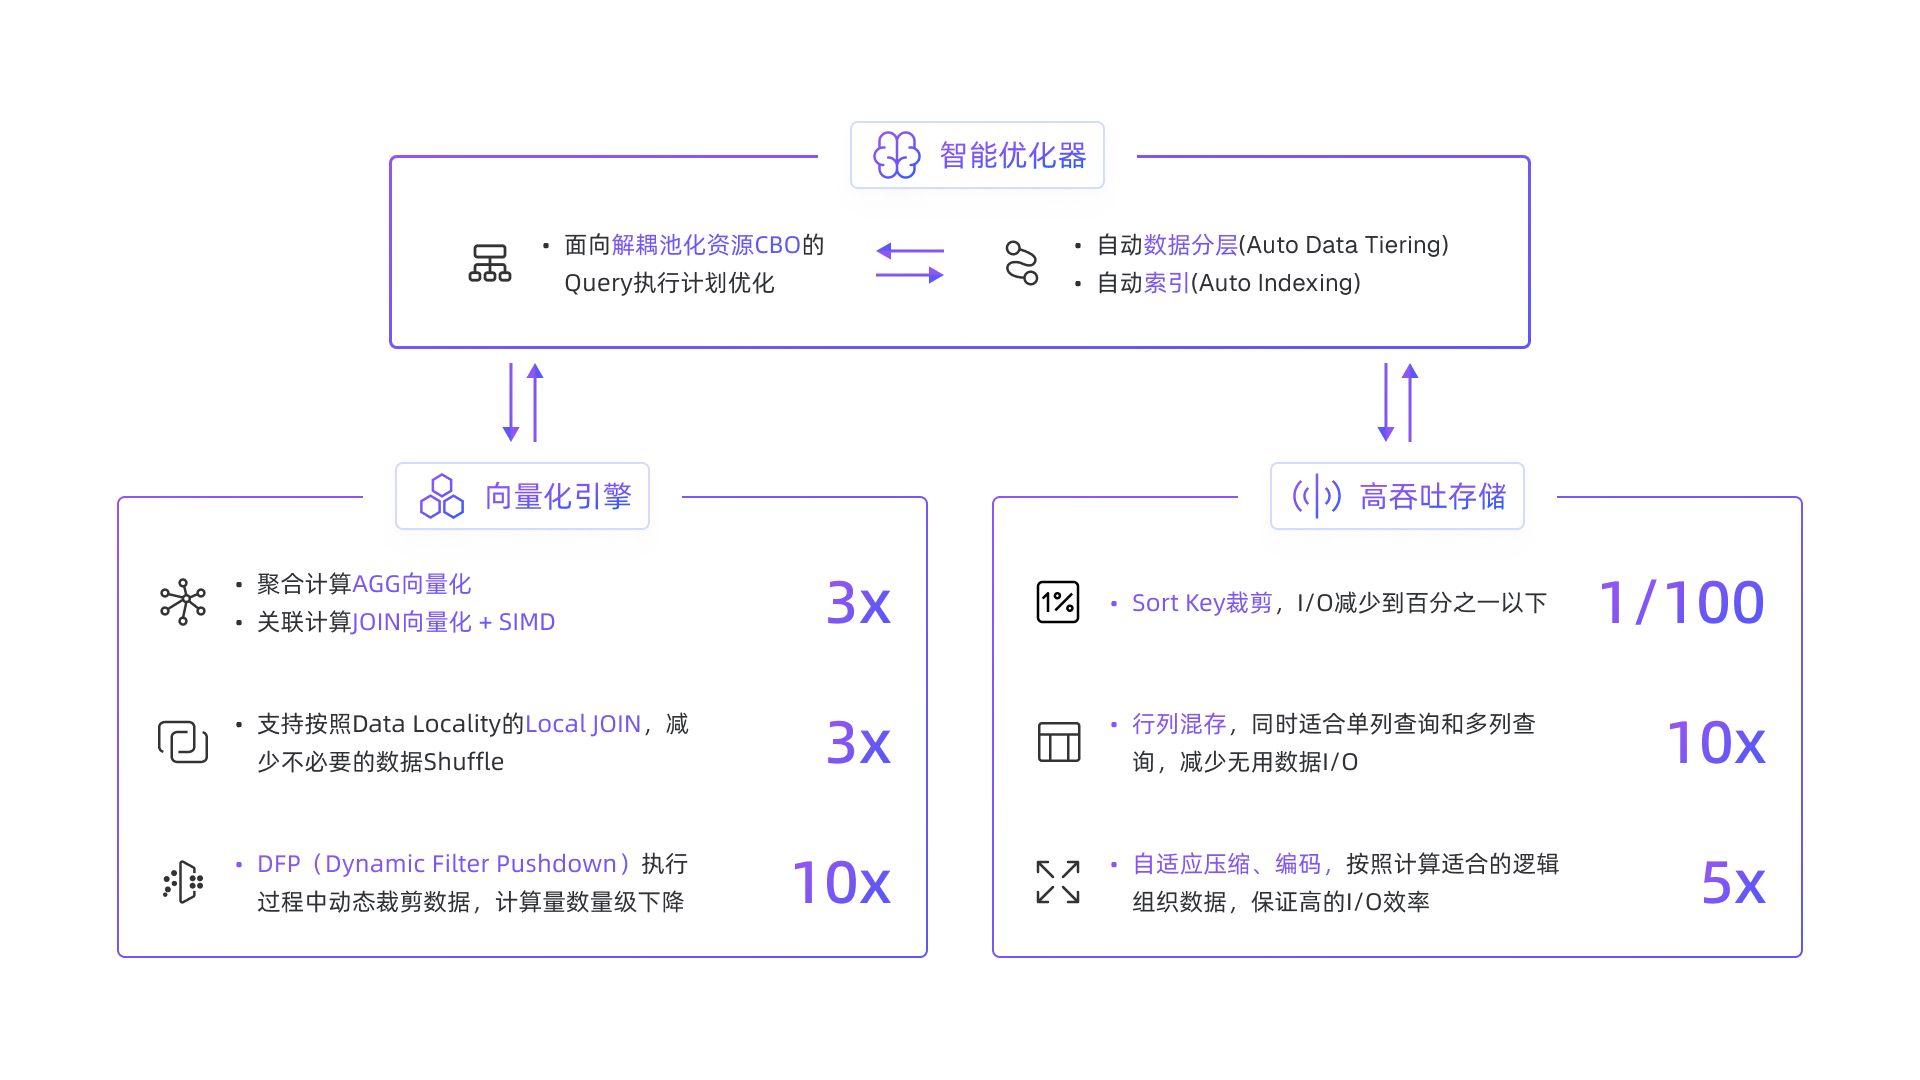 智能优化器
• 面向解耦池化资源CBO的
Query执行计划优化
• 自动数据分层(Auto Data Tiering)
• 自动索引(Auto Indexing)
向量化引擎
• 聚合计算AGG向量化
• 关联计算JOIN向量化 + SIMD
3x
• 支持按照Data Locality的Local JOIN，减
少不必要的数据Shuffle
3x
• DFP（Dynamic Filter Pushdown）执行
过程中动态裁剪数据，计算量数量级下降
10x
高吞吐存储
1%
• Sort Key裁剪，I/O减少到百分之一以下
1/100
• 行列混存，同时适合单列查询和多列查
询，减少无用数据I/O
10x
• 自适应压缩、编码，按照计算适合的逻辑
组织数据，保证高的I/O效率
5x